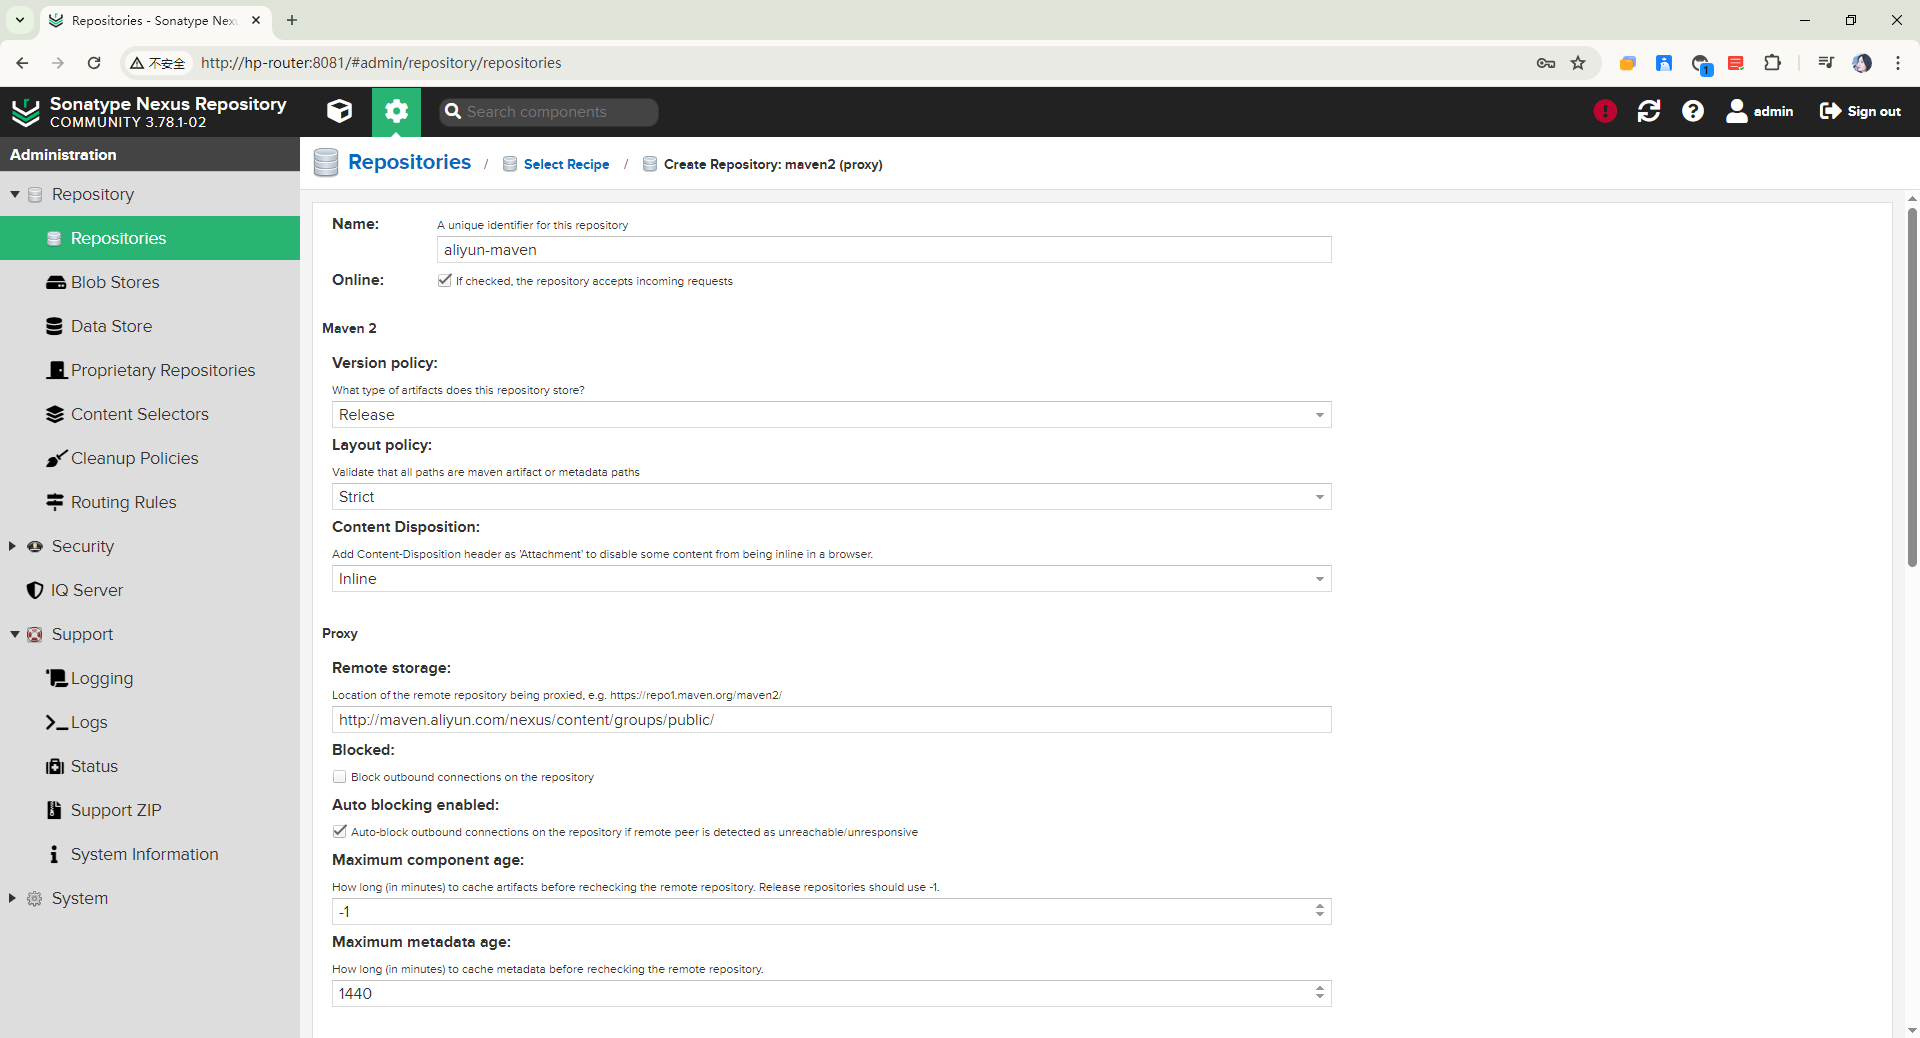 Repositories - Sonatype Nexu
不安全
http://hp-router:8081/#admin/repository/repositories
1
Sonatype Nexus Repository
COMMUNITY 3.78.1-02
Search components
admin
Sign out
Administration
Repository
Repositories
Blob Stores
Data Store
Proprietary Repositories
Content Selectors
Cleanup Policies
Routing Rules
Security
IQ Server
Support
Logging
Logs
Status
Support ZIP
System Information
System
Repositories / Select Recipe / Create Repository: maven2 (proxy)
Name:
A unique identifier for this repository
aliyun-maven
Online:
If checked, the repository accepts incoming requests
Maven 2
Version policy:
What type of artifacts does this repository store?
Release
Layout policy:
Validate that all paths are maven artifact or metadata paths
Strict
Content Disposition:
Add Content-Disposition header as 'Attachment' to disable some content from being inline in a browser.
Inline
Proxy
Remote storage:
Location of the remote repository being proxied, e.g. https://repo1.maven.org/maven2/
http://maven.aliyun.com/nexus/content/groups/public/
Blocked:
Block outbound connections on the repository
Auto blocking enabled:
Auto-block outbound connections on the repository if remote peer is detected as unreachable/unresponsive
Maximum component age:
How long (in minutes) to cache artifacts before rechecking the remote repository. Release repositories should use -1.
-1
Maximum metadata age:
How long (in minutes) to cache metadata before rechecking the remote repository.
1440